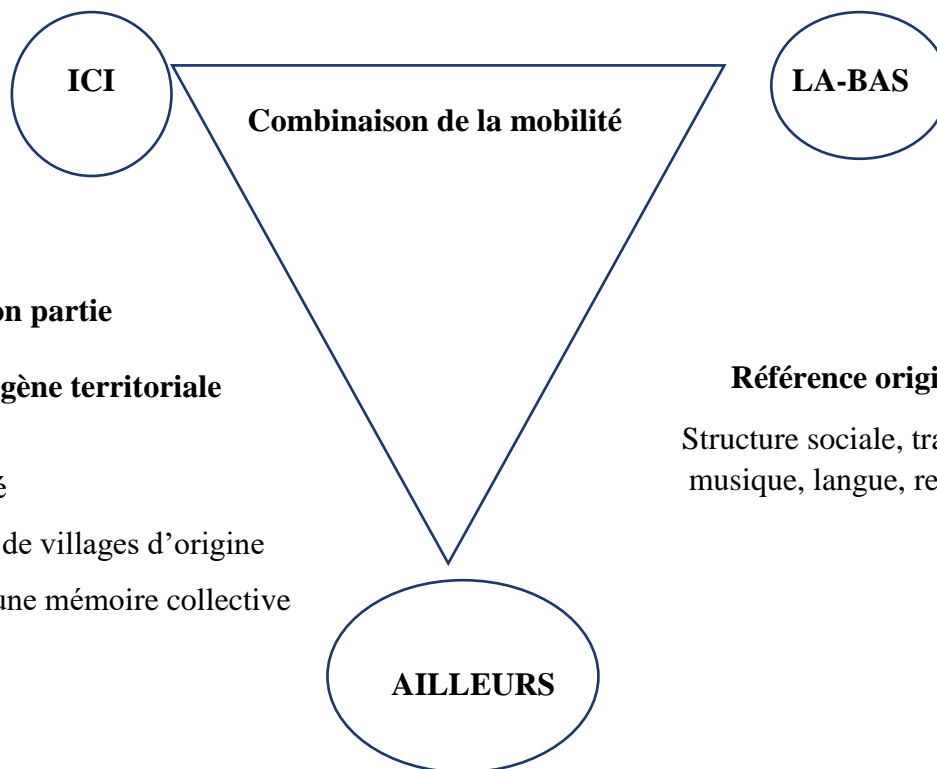 ICI
LA-BAS
Combinaison de la mobilité
on partie
gène territoriale
Référence origi
Structure sociale, tra
musique, langue, re
é
de villages d'origine
une mémoire collective
AILLEURS